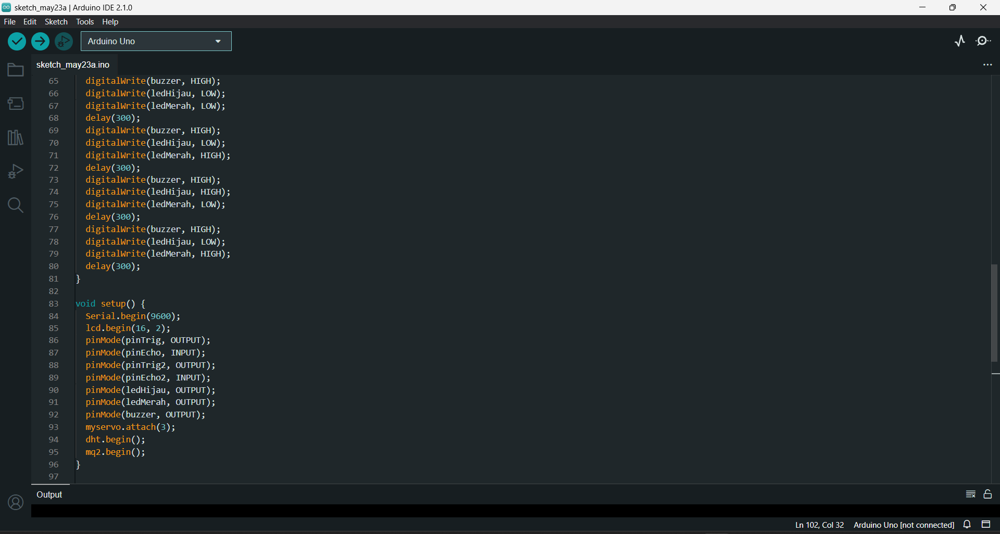 sketch_may23a | Arduino IDE 2.1.0
File Edit Sketch Tools Help
Arduino Uno
sketch_may23a.ino
65 digitalWrite(buzzer, HIGH);
66 digitalWrite(ledHijau, LOW);
67 digitalWrite(ledMerah, LOW);
68 delay(300);
69 digitalWrite(buzzer, HIGH);
70 digitalWrite(ledHijau, LOW);
71 digitalWrite(ledMerah, HIGH);
72 delay(300);
73 digitalWrite(buzzer, HIGH);
74 digitalWrite(ledHijau, HIGH);
75 digitalWrite(ledMerah, LOW);
76 delay(300);
77 digitalWrite(buzzer, HIGH);
78 digitalWrite(ledHijau, LOW);
79 digitalWrite(ledMerah, HIGH);
80 delay(300);
81 }
82
83 void setup() {
84 Serial.begin(9600);
85 lcd.begin(16, 2);
86 pinMode(pinTrig, OUTPUT);
87 pinMode(pinEcho, INPUT);
88 pinMode(pinTrig2, OUTPUT);
89 pinMode(pinEcho2, INPUT);
90 pinMode(ledHijau, OUTPUT);
91 pinMode(ledMerah, OUTPUT);
92 pinMode(buzzer, OUTPUT);
93 myservo.attach(3);
94 dht.begin();
95 mq2.begin();
96 }
97
Output
Ln 102, Col 32 Arduino Uno [not connected]